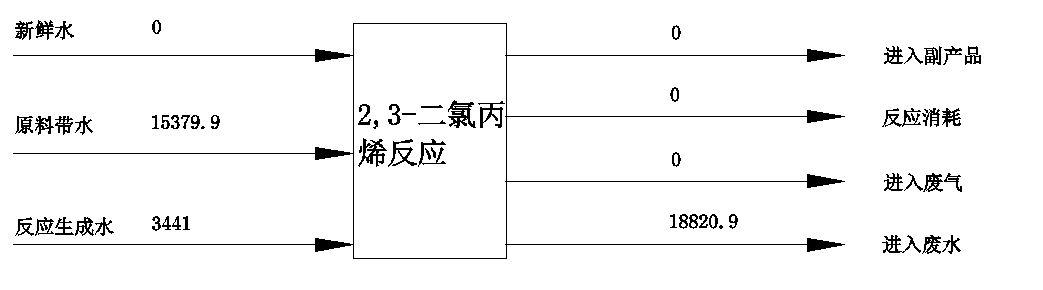 新鲜水 0
原料带水 15379.9
反应生成水 3441
2,3-二氯丙
烯反应
0 进入副产品
0 反应消耗
0 进入废气
18820.9 进入废水